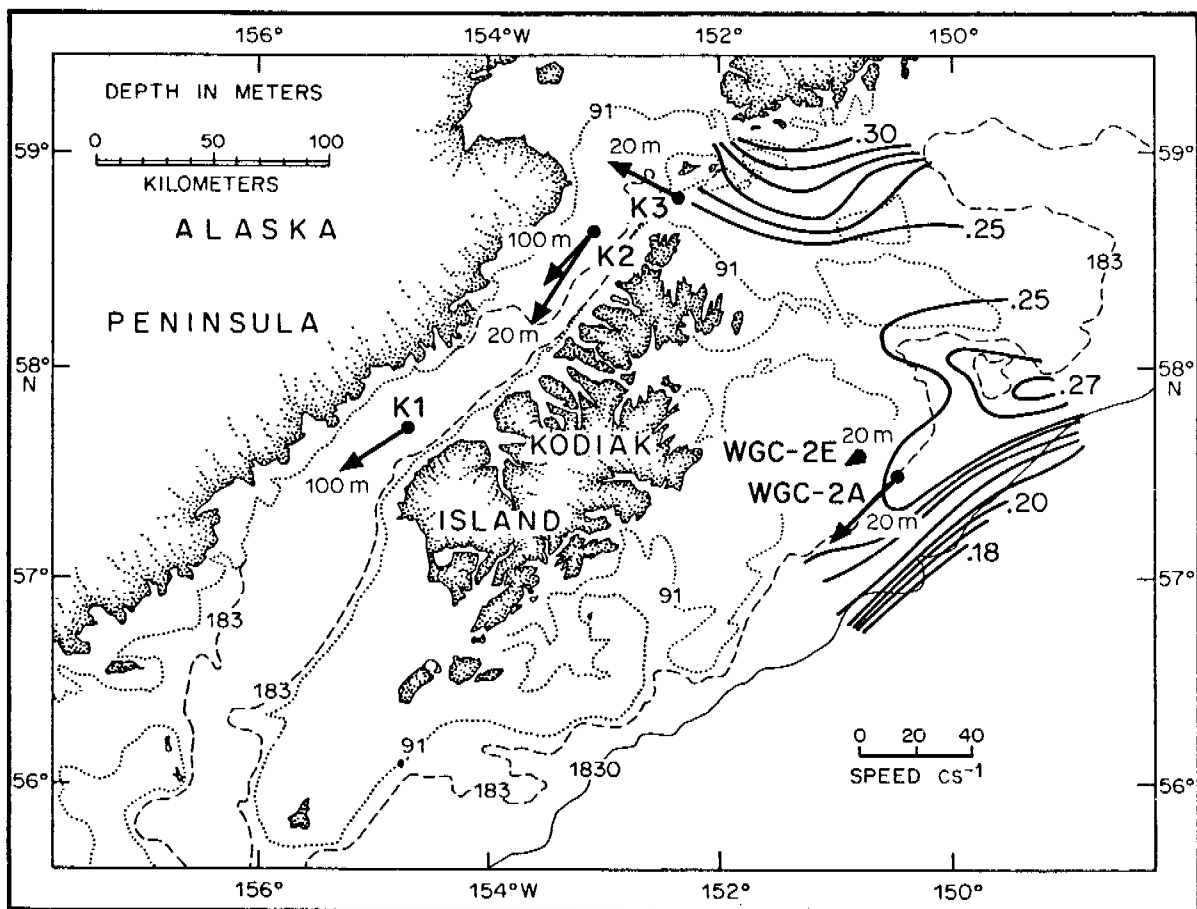 156°
154°W
152°
150°
DEPTH IN METERS
0 50 100
KILOMETERS
59°
59°
ALASKA
PENINSULA
91
20 m
K3
.30
.25
183
100 m
K2
20 m
91
.25
58°
N
58°
N
.27
K1
100 m
KODIAK
ISLAND
WGC-2E
20 m
WGC-2A
20 m
.20
.18
57°
57°
183
91
183
91
183
1830
0 20 40
SPEED CS⁻¹
56°
56°
156°
154°W
152°
150°